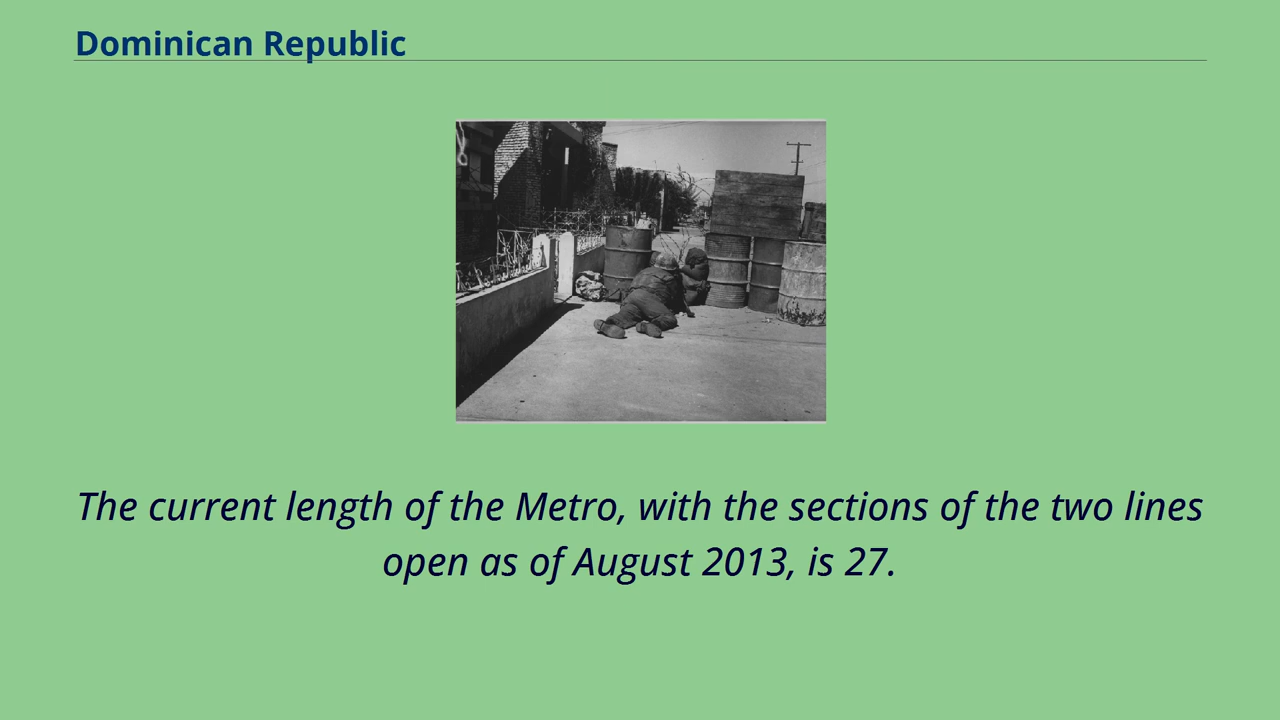 Dominican Republic
The current length of the Metro, with the sections of the two lines
open as of August 2013, is 27.